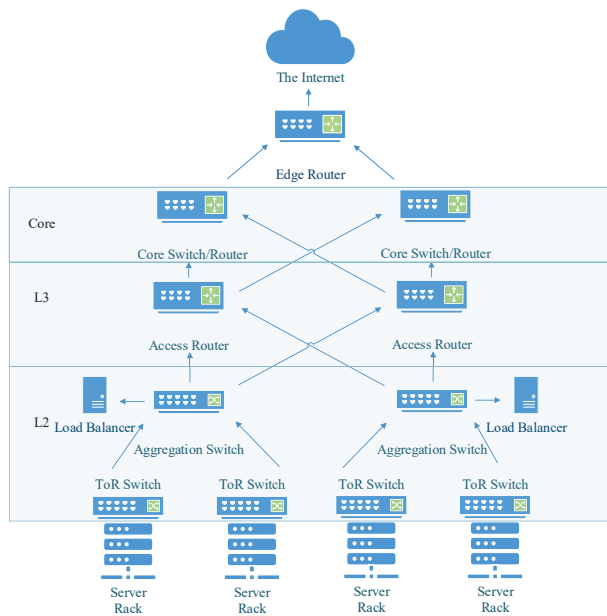 The Internet
Edge Router
Core
Core Switch/Router
Core Switch/Router
L3
Access Router
Access Router
L2
Load Balancer
Load Balancer
Aggregation Switch
Aggregation Switch
ToR Switch
ToR Switch
ToR Switch
ToR Switch
Server
Rack
Server
Rack
Server
Rack
Server
Rack